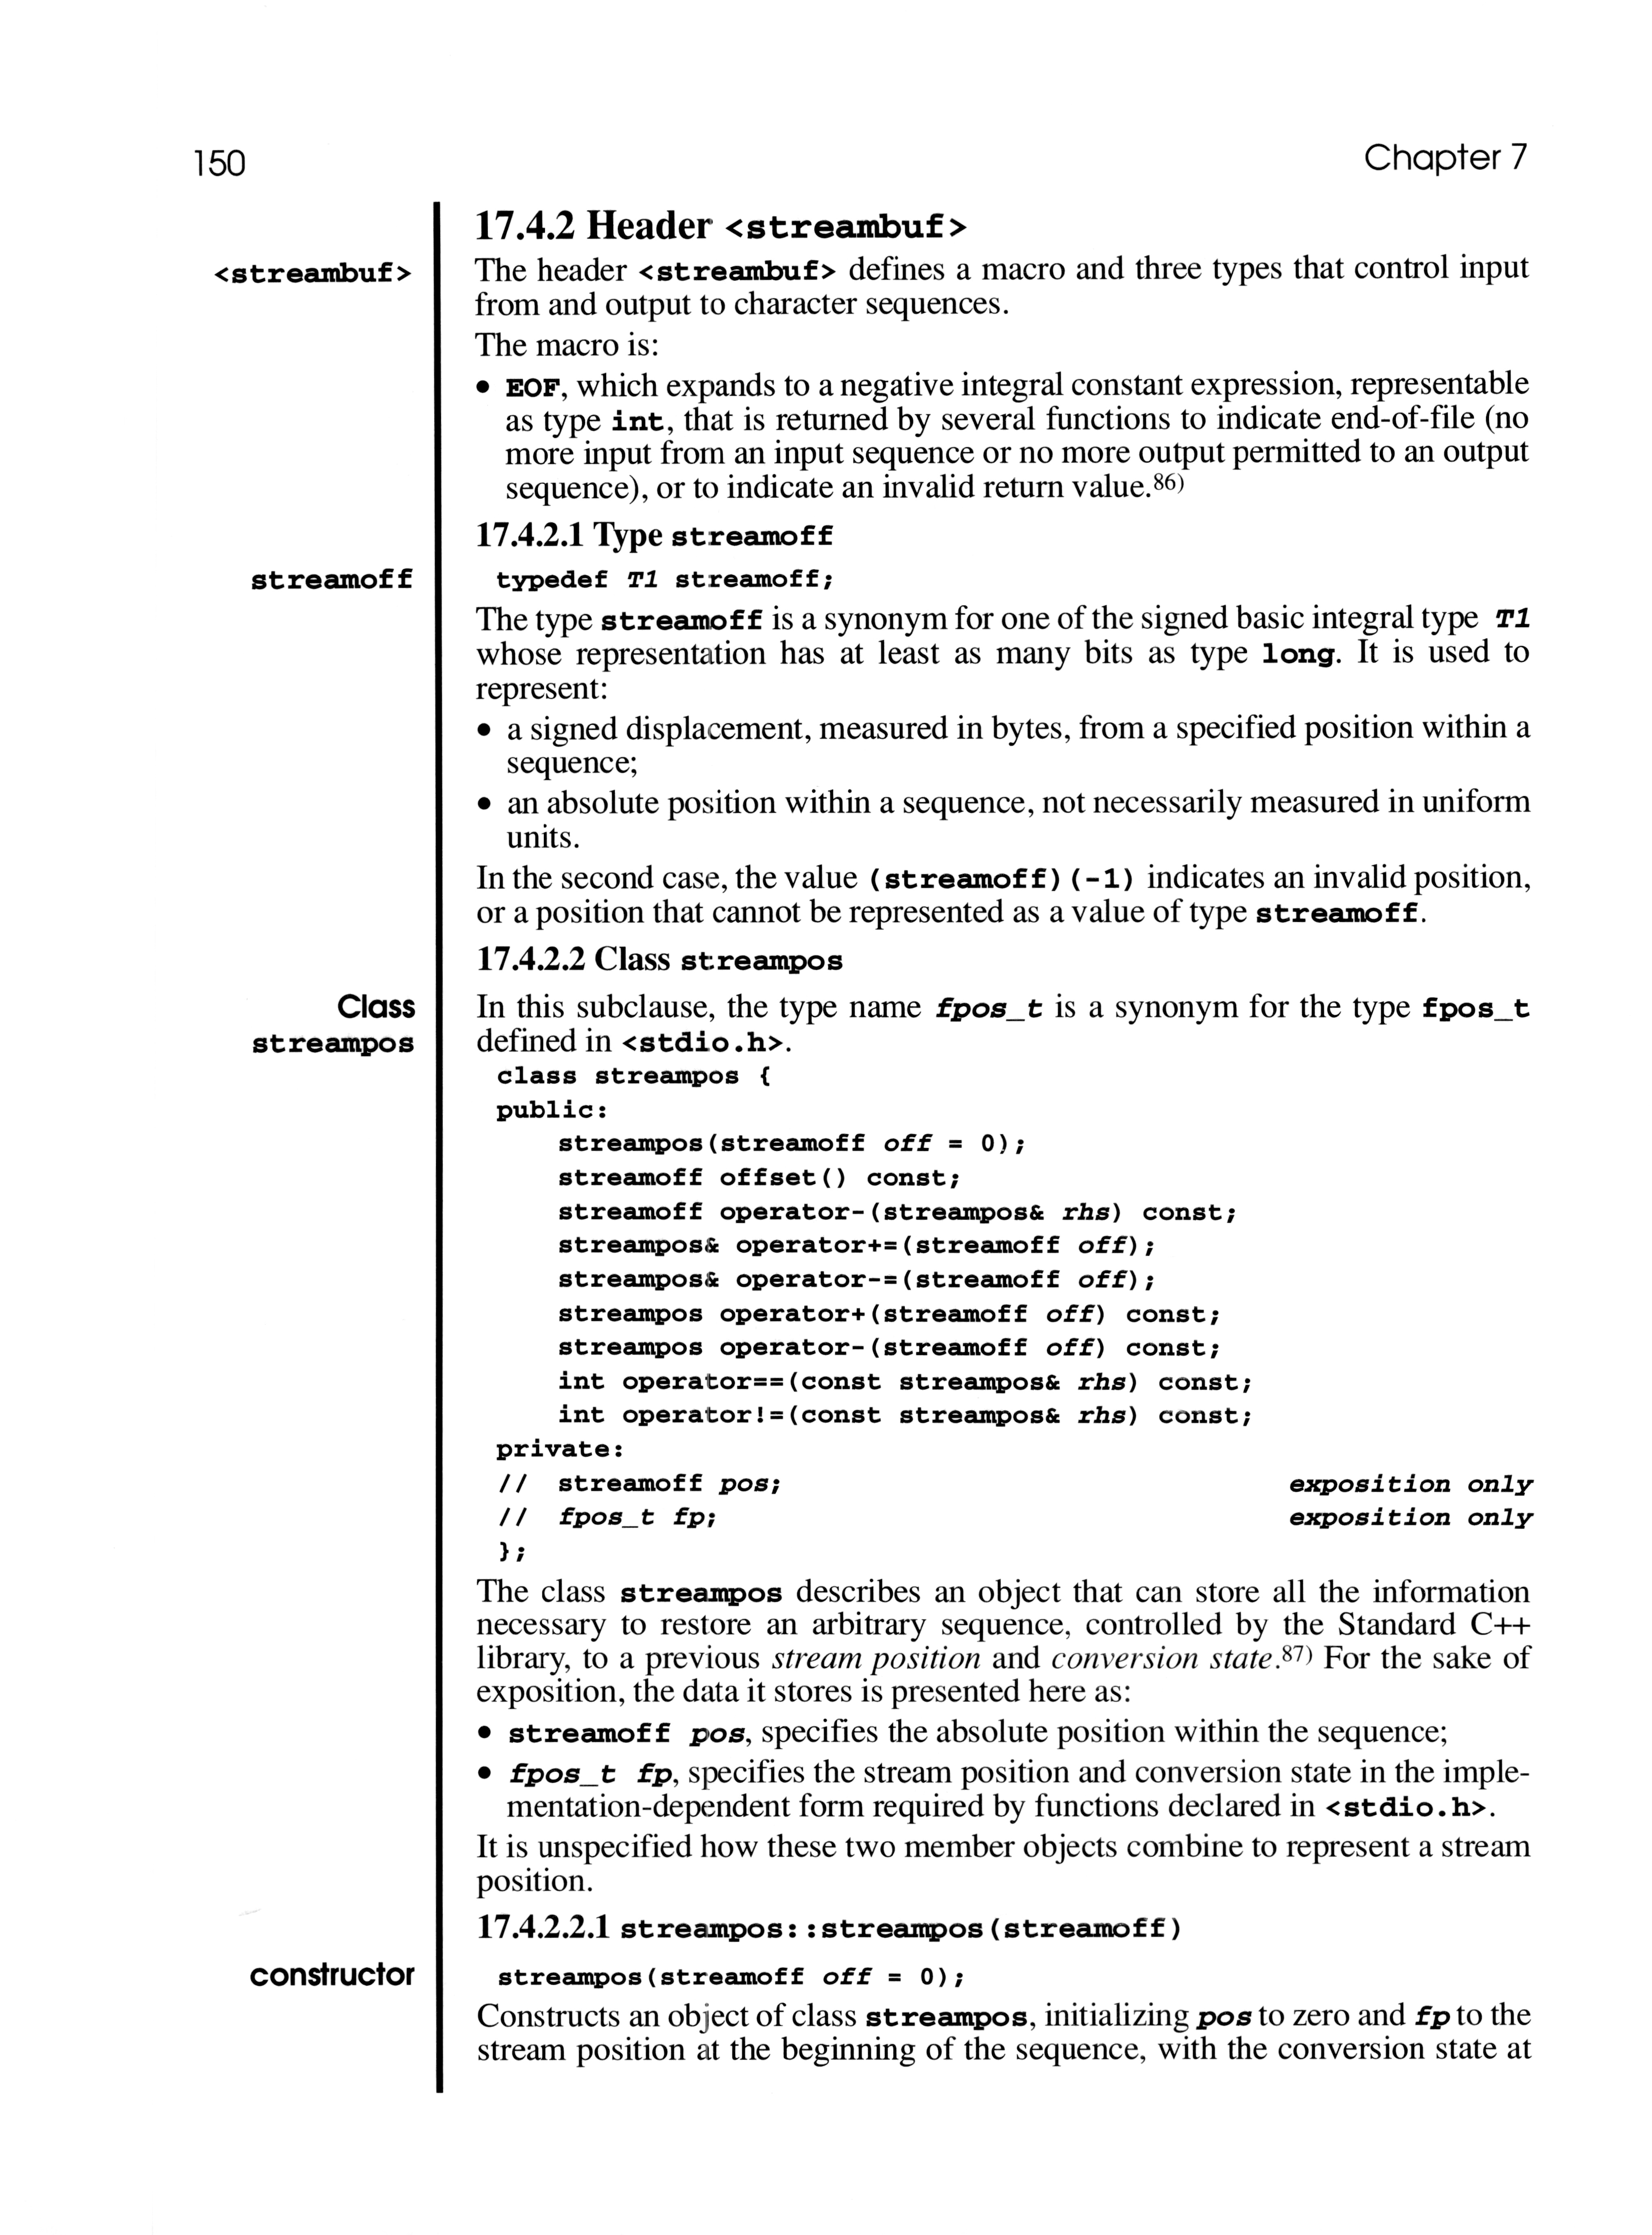 150
Chapter 7
17.4.2 Header <streambuf>
<streambuf>
The header <streambuf> defines a macro and three types that control input
from and output to character sequences.
The macro is:
• EOF, which expands to a negative integral constant expression, representable
as type int, that is returned by several functions to indicate end-of-file (no
more input from an input sequence or no more output permitted to an output
sequence), or to indicate an invalid return value.86)
17.4.2.1 Type streamoff
streamoff
typedef T1 streamoff;
The type streamoff is a synonym for one of the signed basic integral type T1
whose representation has at least as many bits as type long. It is used to
represent:
• a signed displacement, measured in bytes, from a specified position within a
sequence;
• an absolute position within a sequence, not necessarily measured in uniform
units.
In the second case, the value (streamoff)(-1) indicates an invalid position,
or a position that cannot be represented as a value of type streamoff.
17.4.2.2 Class streampos
Class
streampos
In this subclause, the type name fpos_t is a synonym for the type fpos_t
defined in <stdio.h>.
class streampos {
public:
streampos(streamoff off = 0);
streamoff offset() const;
streamoff operator-(streampos& rhs) const;
streampos& operator+=(streamoff off);
streampos& operator-=(streamoff off);
streampos operator+(streamoff off) const;
streampos operator-(streamoff off) const;
int operator==(const streampos& rhs) const;
int operator!=(const streampos& rhs) const;
private:
// streamoff pos; exposition only
// fpos_t fp; exposition only
};
The class streampos describes an object that can store all the information
necessary to restore an arbitrary sequence, controlled by the Standard C++
library, to a previous stream position and conversion state.87) For the sake of
exposition, the data it stores is presented here as:
• streamoff pos, specifies the absolute position within the sequence;
• fpos_t fp, specifies the stream position and conversion state in the imple-
mentation-dependent form required by functions declared in <stdio.h>.
It is unspecified how these two member objects combine to represent a stream
position.
17.4.2.2.1 streampos::streampos(streamoff)
constructor
streampos(streamoff off = 0);
Constructs an object of class streampos, initializing pos to zero and fp to the
stream position at the beginning of the sequence, with the conversion state at